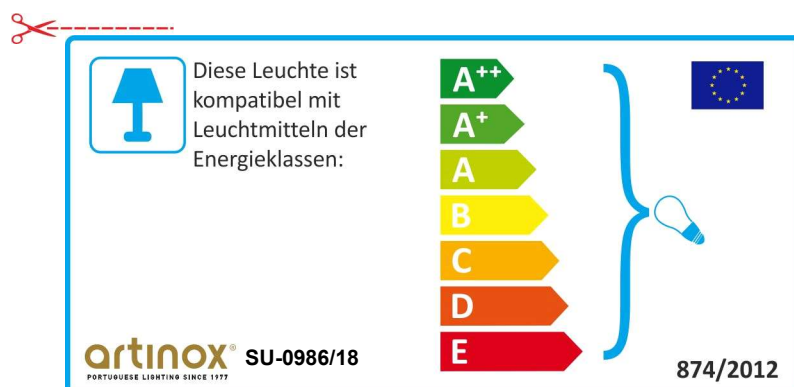 Diese Leuchte ist
kompatibel mit
Leuchtmitteln der
Energieklassen:
A++
A+
A
B
C
D
E
artinox® SU-0986/18
PORTUGUESE LIGHTING SINCE 1977
874/2012